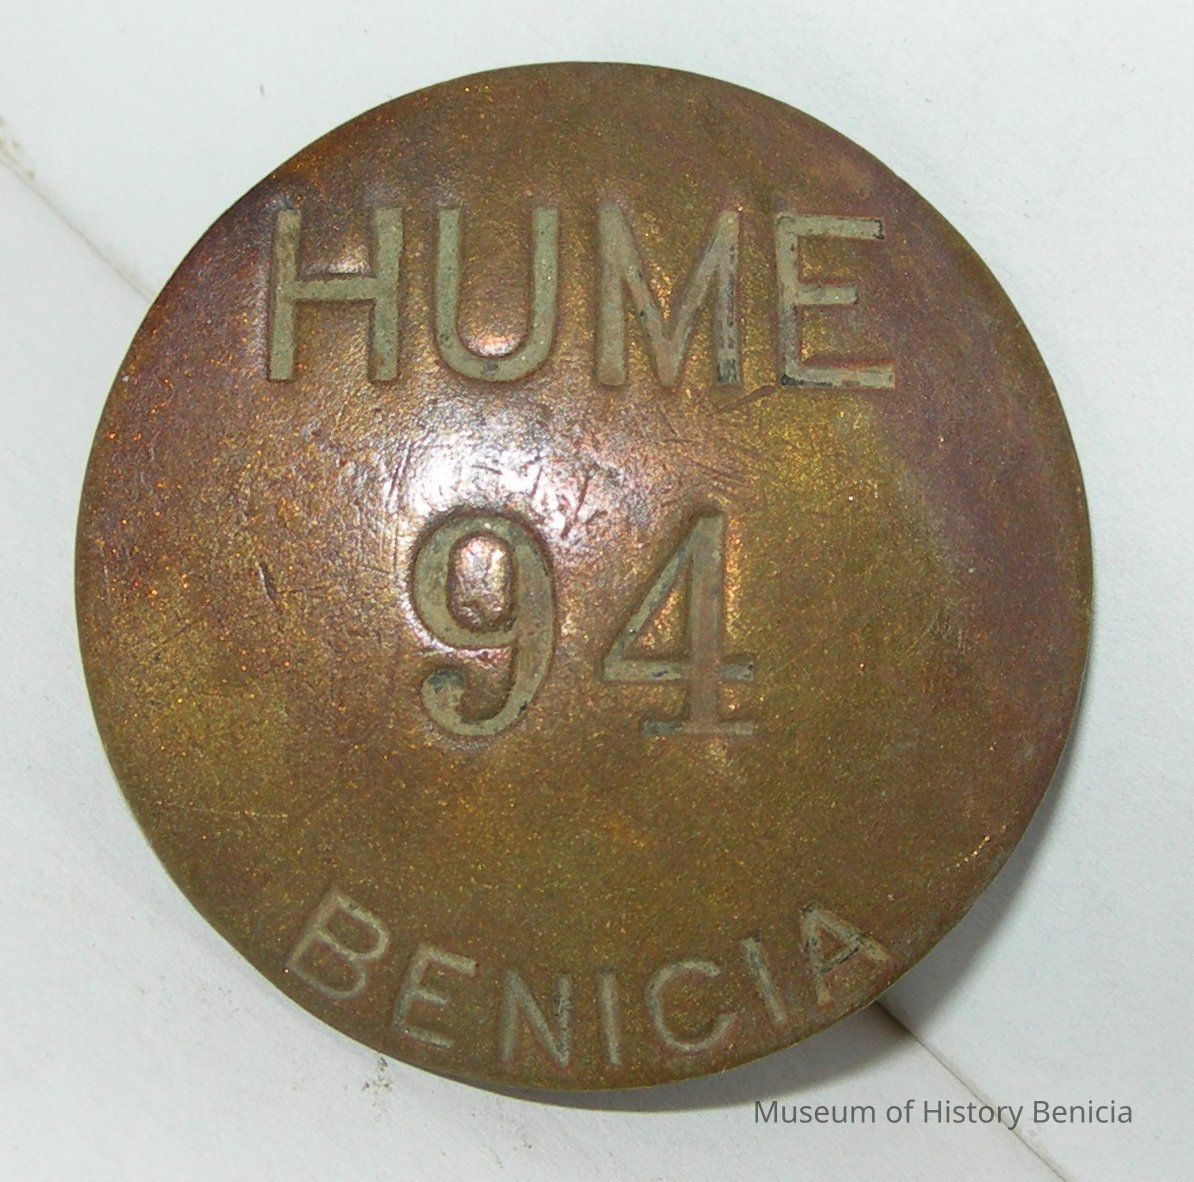 HUME
94
BENICIA
Museum of History Benicia